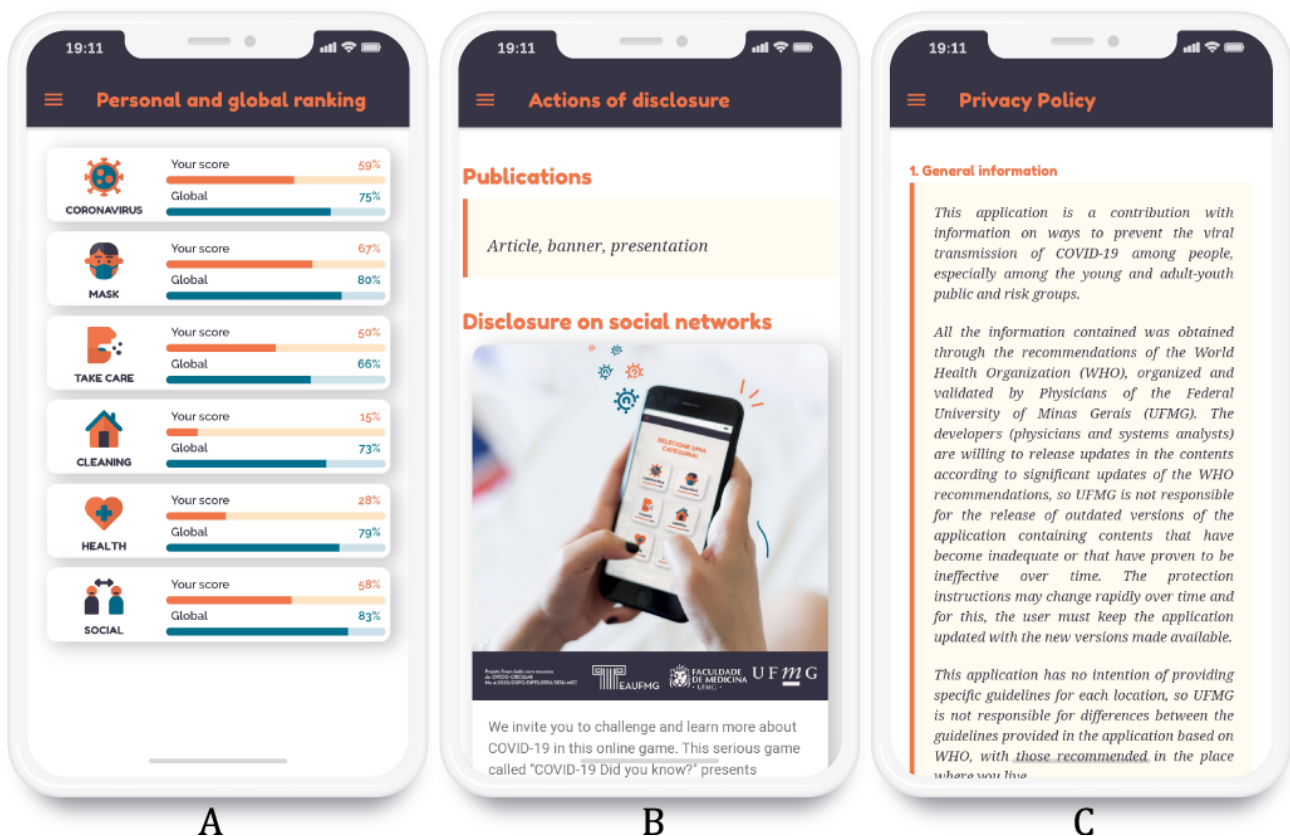 19:11
Personal and global ranking
Your score 59%
Global 75%
CORONAVIRUS
Your score 67%
Global 80%
MASK
Your score 50%
Global 66%
TAKE CARE
Your score 15%
Global 73%
CLEANING
Your score 28%
Global 79%
HEALTH
Your score 58%
Global 83%
SOCIAL
A
19:11
Actions of disclosure
Publications
Article, banner, presentation
Disclosure on social networks
SELECIONE UMA
CATEGORIA!
EAUFMG
FACULDADE
DE MEDICINA
UFMG
UFmG
We invite you to challenge and learn more about
COVID-19 in this online game. This serious game
called "COVID-19 Did you know?" presents
B
19:11
Privacy Policy
1. General information
This application is a contribution with
information on ways to prevent the viral
transmission of COVID-19 among people,
especially among the young and adult-youth
public and risk groups.
All the information contained was obtained
through the recommendations of the World
Health Organization (WHO), organized and
validated by Physicians of the Federal
University of Minas Gerais (UFMG). The
developers (physicians and systems analysts)
are willing to release updates in the contents
according to significant updates of the WHO
recommendations, so UFMG is not responsible
for the release of outdated versions of the
application containing contents that have
become inadequate or that have proven to be
ineffective over time. The protection
instructions may change rapidly over time and
for this, the user must keep the application
updated with the new versions made available.
This application has no intention of providing
specific guidelines for each location, so UFMG
is not responsible for differences between the
guidelines provided in the application based on
WHO, with those recommended in the place
where you live
C